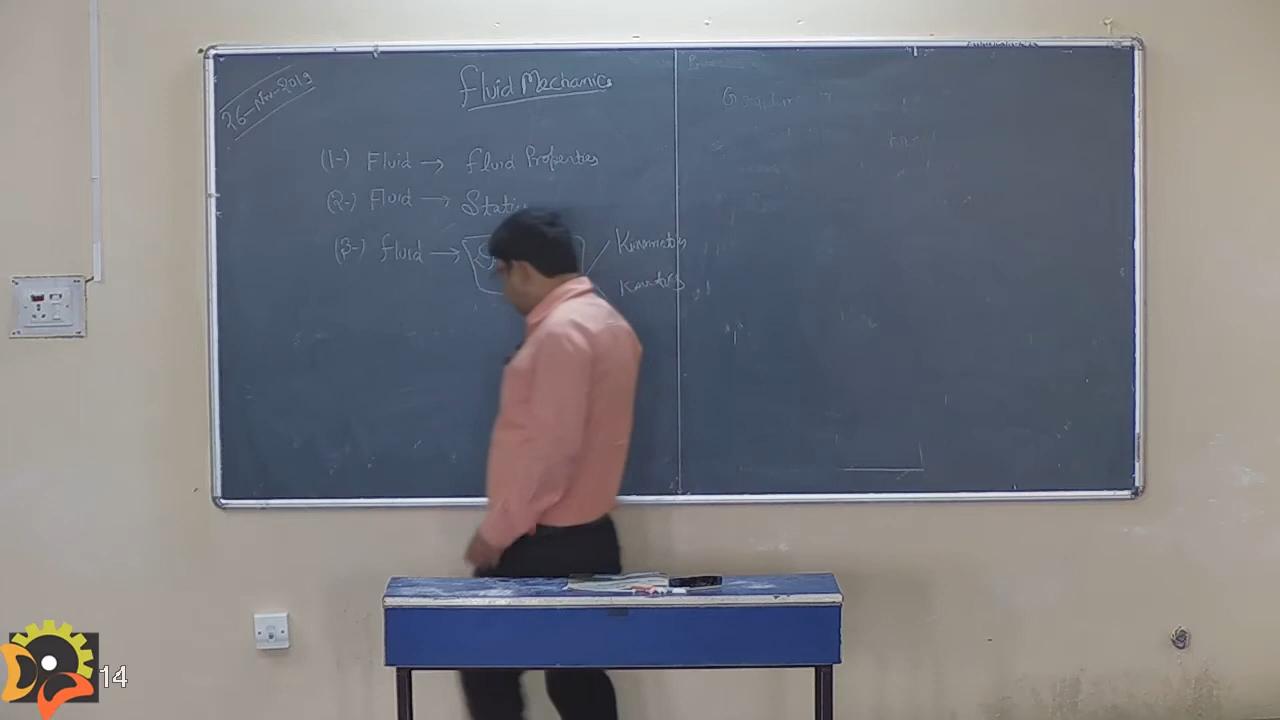 26-Nov-2019
Fluid Mechanics
(1-) Fluid → Fluid Properties
(2-) Fluid → Static
(3-) fluid →
Kinematics
Kinetics
14